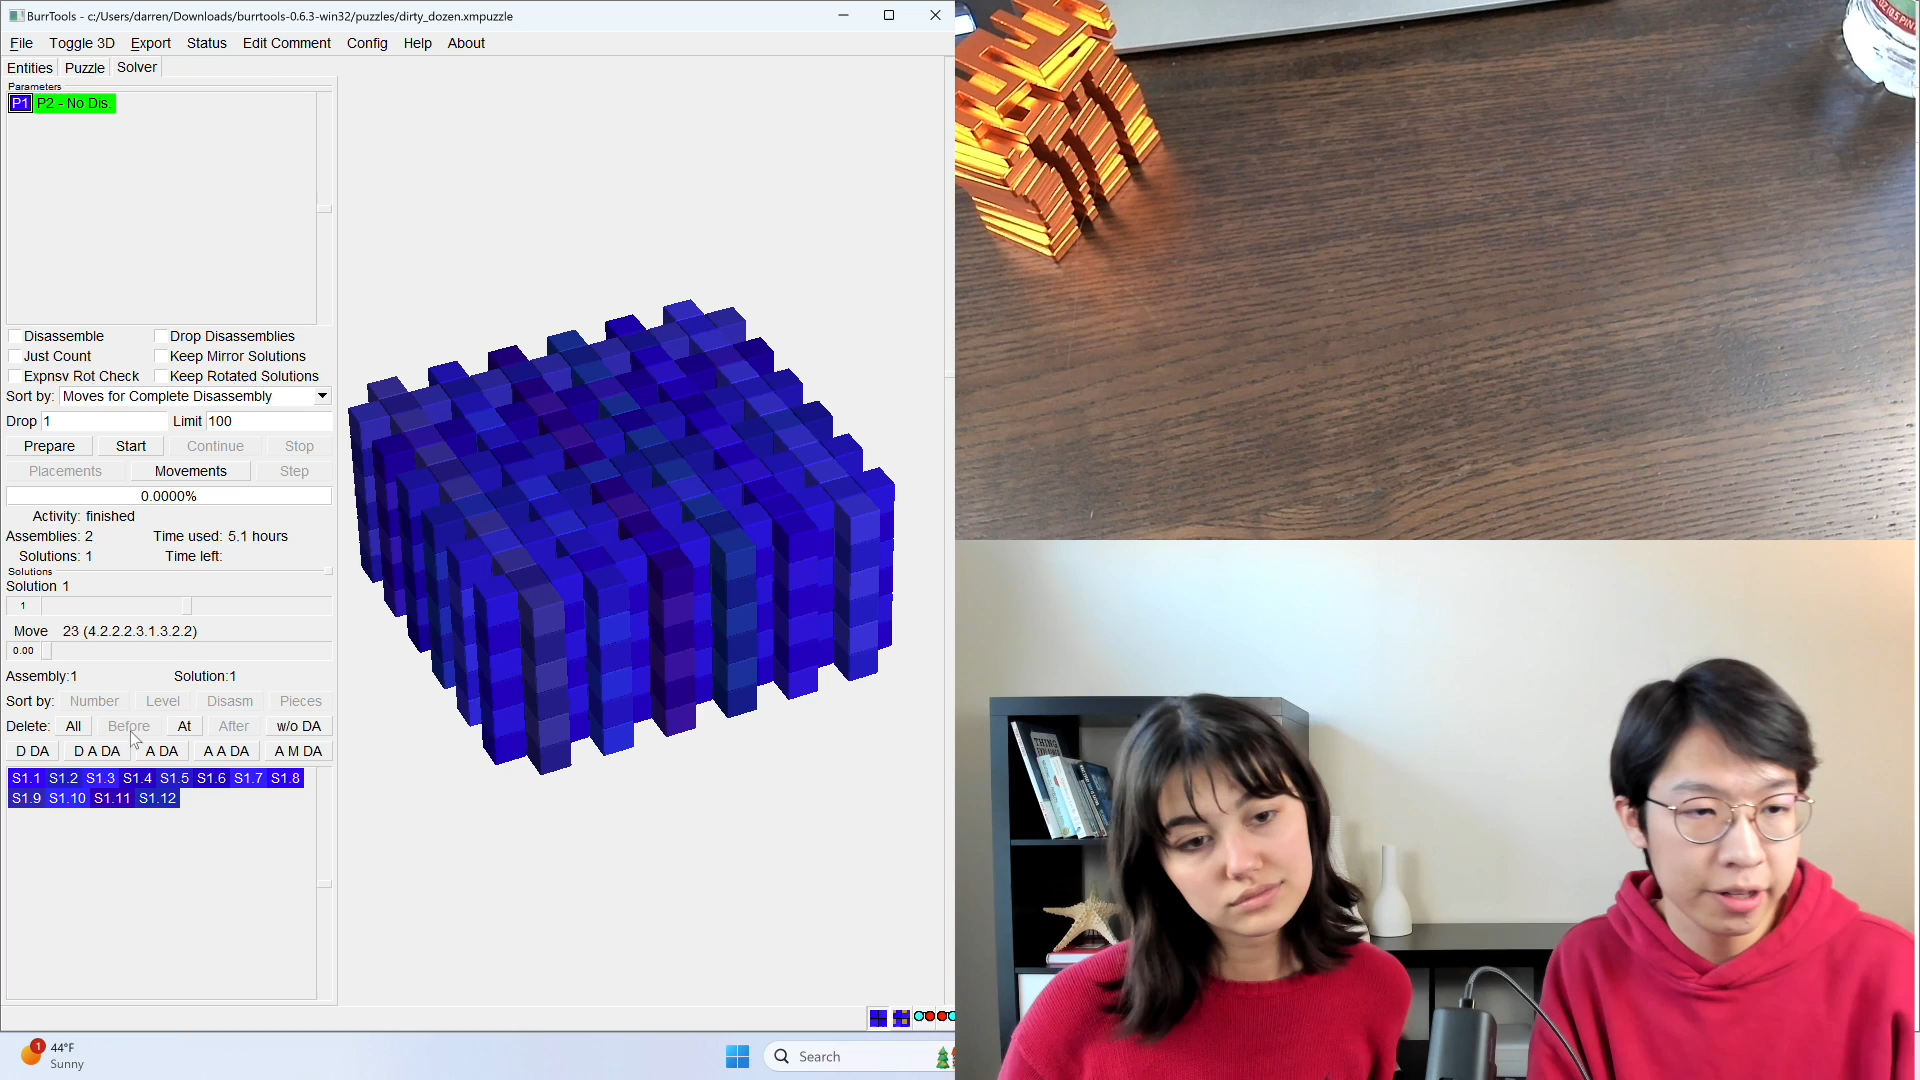 BurrTools - c:/Users/darren/Downloads/burrtools-0.6.3-win32/puzzles/dirty_dozen.xmpuzzle
File Toggle 3D Export Status Edit Comment Config Help About
Entities Puzzle Solver
Parameters
P1 P2 - No Dis.
Disassemble Drop Disassemblies
Just Count Keep Mirror Solutions
Expnsv Rot Check Keep Rotated Solutions
Sort by: Moves for Complete Disassembly
Drop 1 Limit 100
Prepare Start Continue Stop
Placements Movements Step
0.0000%
Activity: finished
Assemblies: 2 Time used: 5.1 hours
Solutions: 1 Time left:
Solutions
Solution 1
1
Move 23 (4.2.2.2.3.1.3.2.2)
0.00
Assembly:1 Solution:1
Sort by: Number Level Disasm Pieces
Delete: All Before At After w/o DA
D DA D A DA A DA A A DA A M DA
S1.1 S1.2 S1.3 S1.4 S1.5 S1.6 S1.7 S1.8
S1.9 S1.10 S1.11 S1.12
1 44°F
Sunny
Search
THING